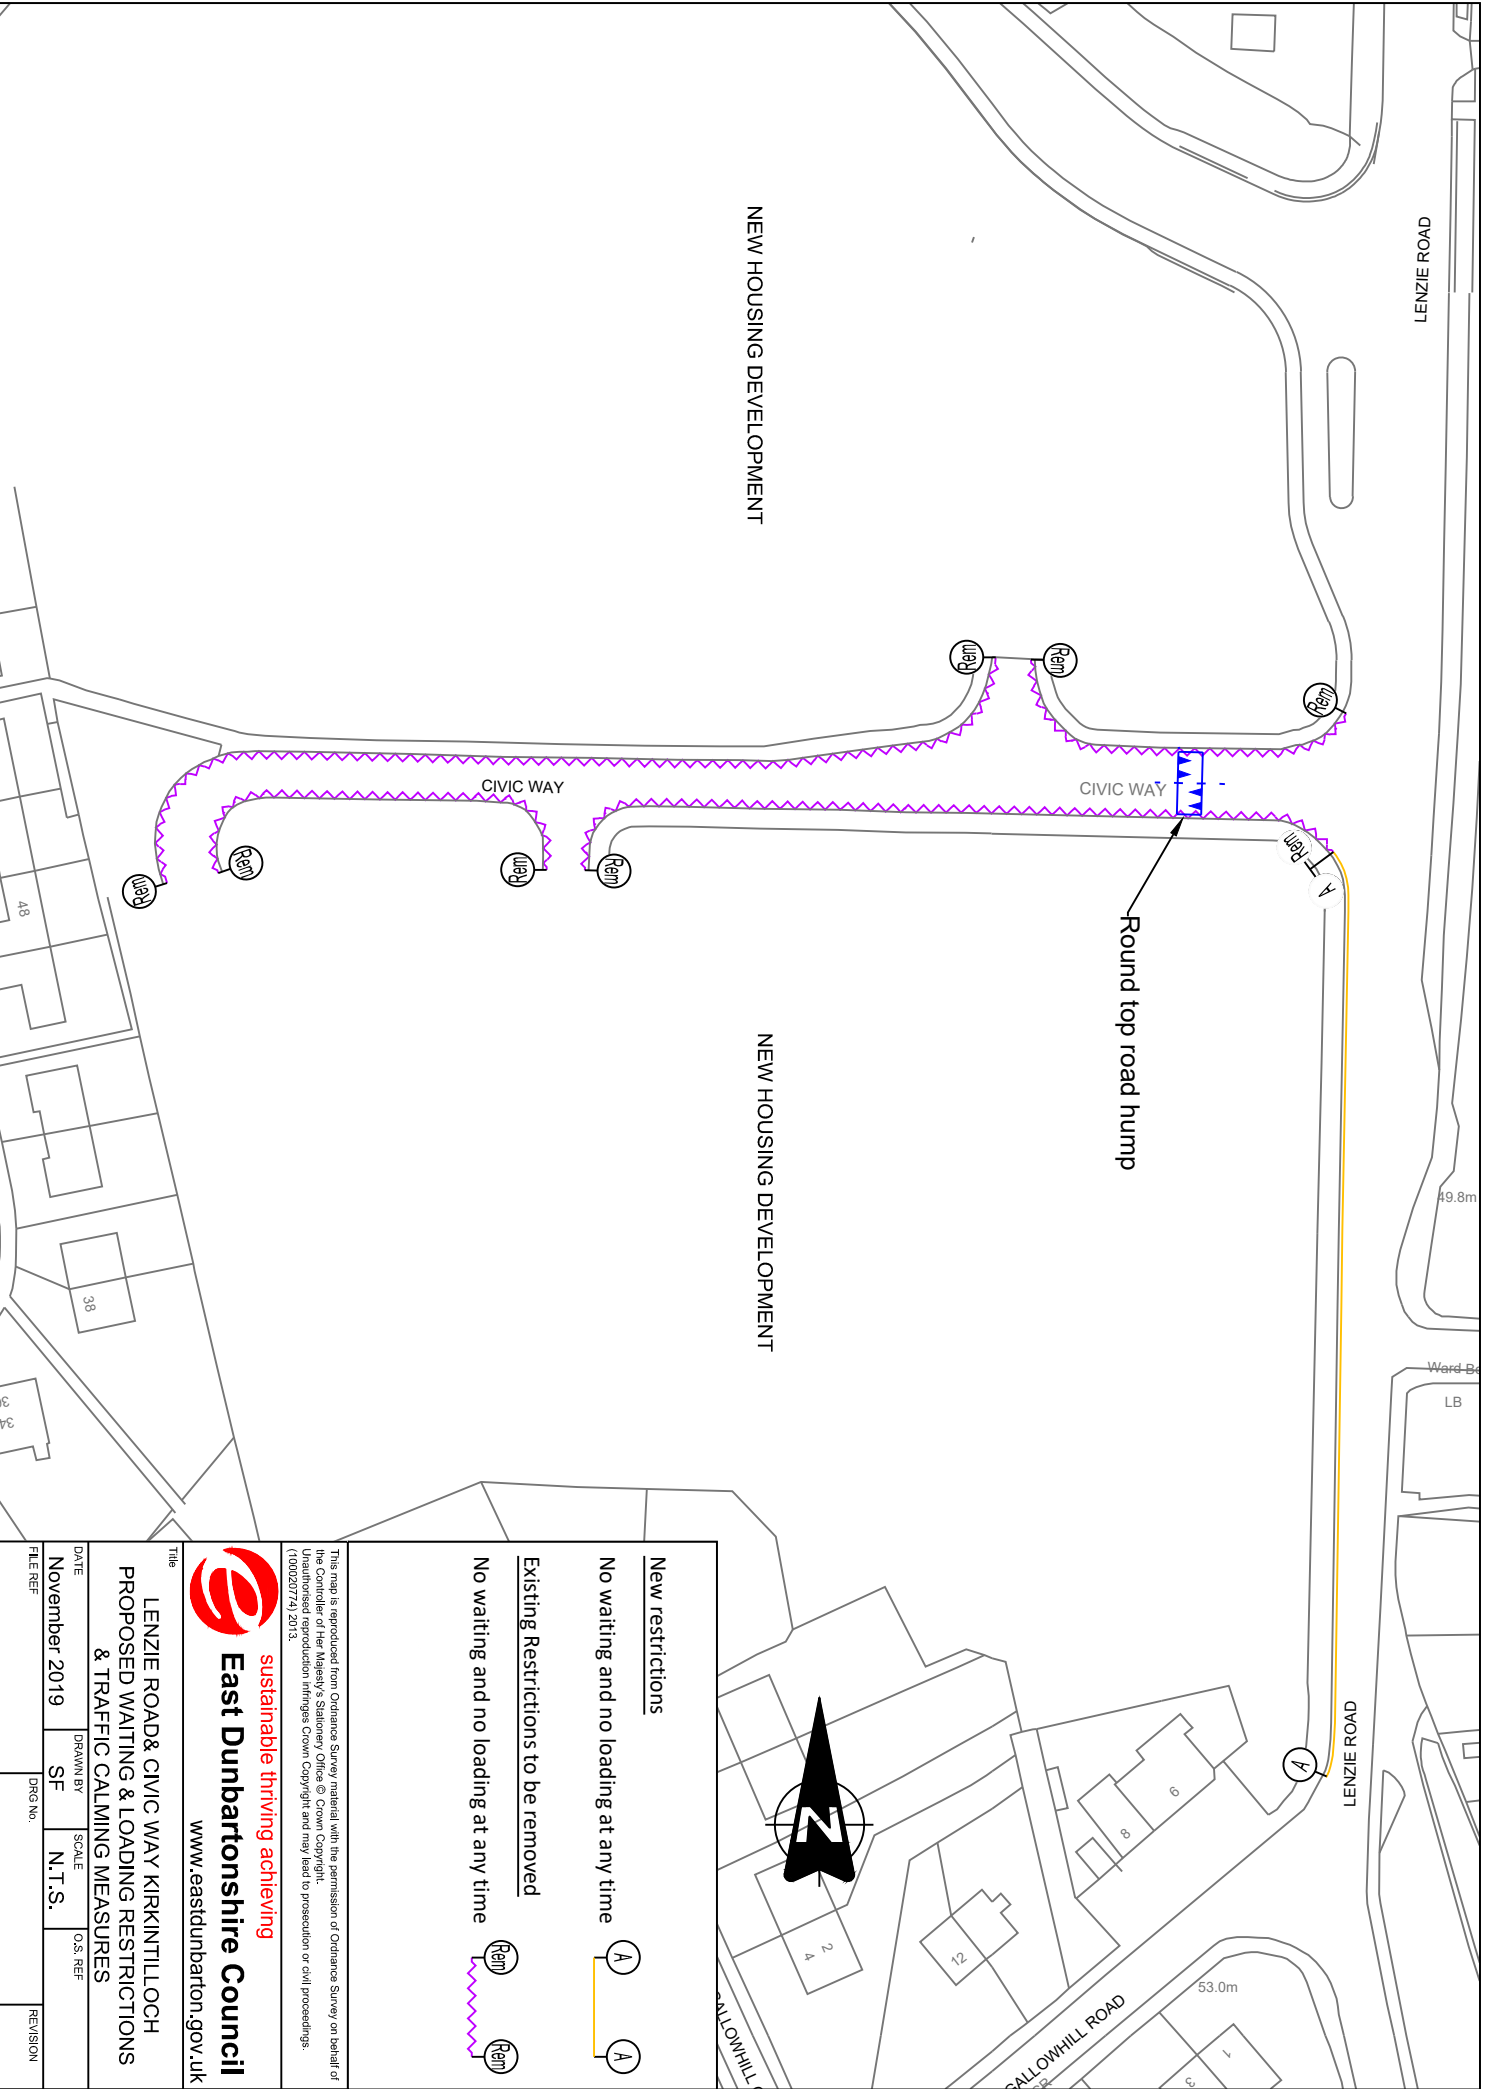 LENZIE ROAD
NEW HOUSING DEVELOPMENT
Rem
Rem
Rem
CIVIC WAY
CIVIC WAY
Rem
A
Rem
Rem
Rem
Rem
Round top road hump
NEW HOUSING DEVELOPMENT
48
38
34
49.8m
LB
LENZIE ROAD
A
6
8
12
2
4
53.0m
GALLOWHILL ROAD
1
3
N
New restrictions
No waiting and no loading at any time
A
A
Existing Restrictions to be removed
No waiting and no loading at any time
Rem
Rem
This map is reproduced from Ordnance Survey material with the permission of Ordnance Survey on behalf of
the Controller of Her Majesty's Stationery Office © Crown Copyright.
Unauthorised reproduction infringes Crown Copyright and may lead to prosecution or civil proceedings.
(100020774) 2013.
sustainable thriving achieving
East Dunbartonshire Council
www.eastdunbarton.gov.uk
Title
LENZIE ROAD& CIVIC WAY KIRKINTILLOCH
PROPOSED WAITING & LOADING RESTRICTIONS
& TRAFFIC CALMING MEASURES
DATE
November 2019
DRAWN BY
SF
SCALE
N.T.S.
O.S. REF
FILE REF
DRG No.
REVISION
Ward